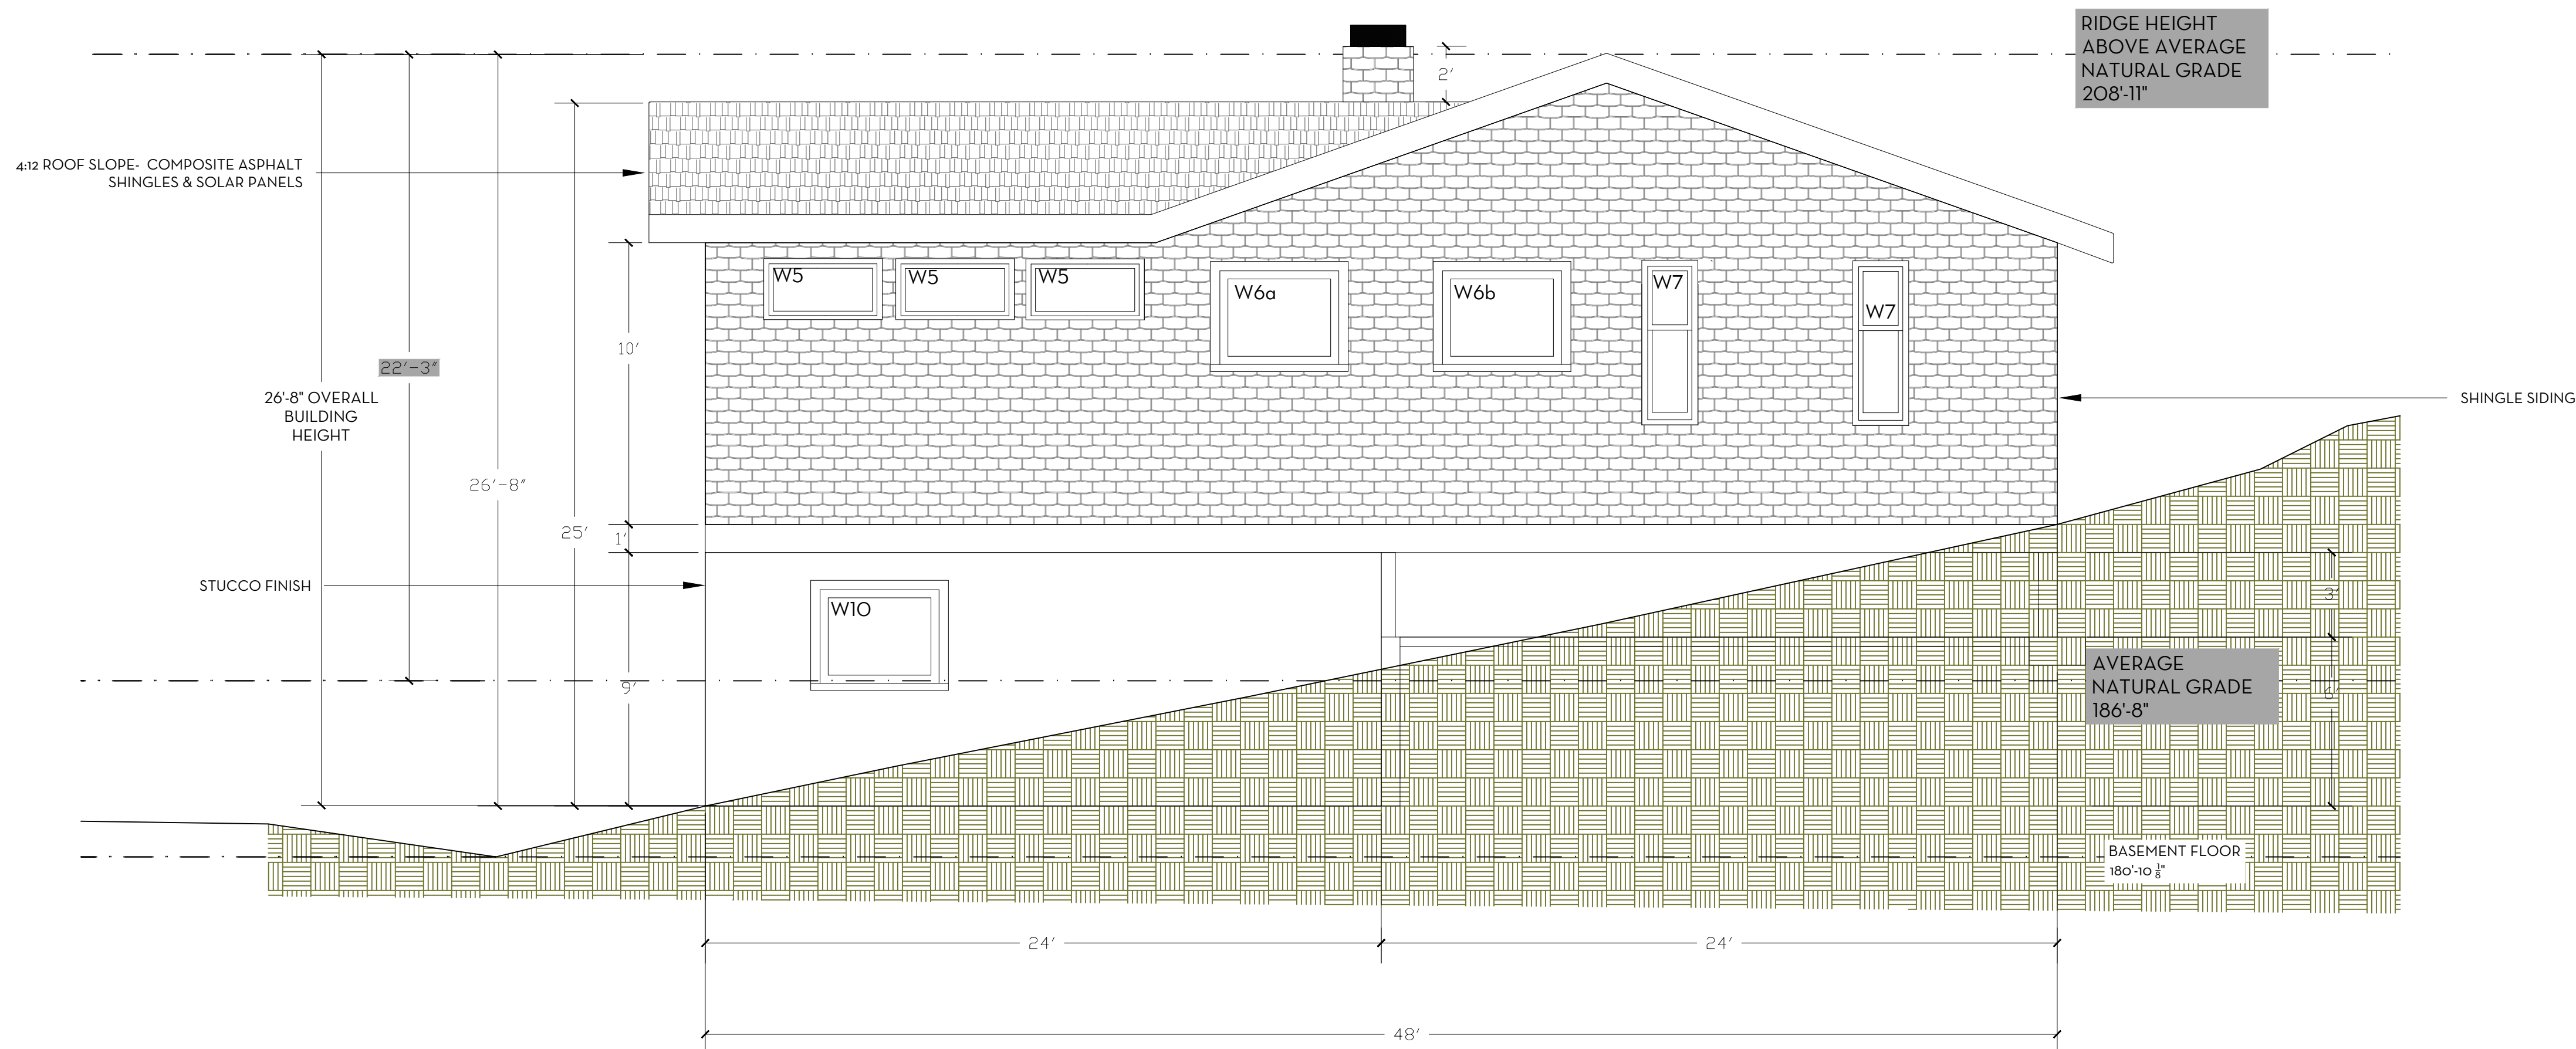 RIDGE HEIGHT
ABOVE AVERAGE
NATURAL GRADE
208'-11"
2'
4:12 ROOF SLOPE- COMPOSITE ASPHALT
SHINGLES & SOLAR PANELS
W5
W5
W5
W6a
W6b
W7
W7
10'
22'-3"
26'-8" OVERALL
BUILDING
HEIGHT
SHINGLE SIDING
26'-8"
25'
1'
STUCCO FINISH
W10
3'
9'
AVERAGE
NATURAL GRADE
186'-8"
6'
BASEMENT FLOOR
180'-10 1/8"
24'
24'
48'